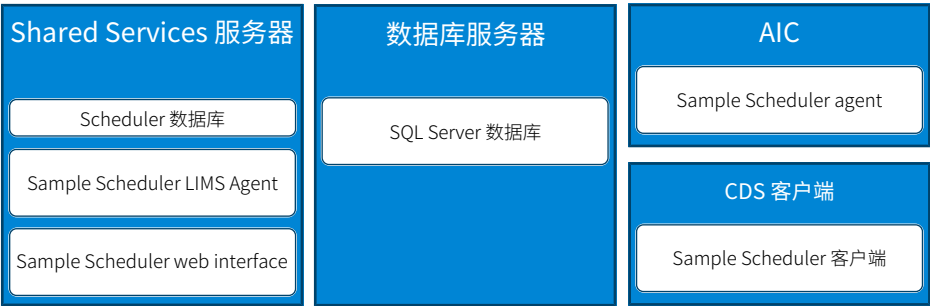 Shared Services 服务器
Scheduler 数据库
Sample Scheduler LIMS Agent
Sample Scheduler web interface
数据库服务器
SQL Server 数据库
AIC
Sample Scheduler agent
CDS 客户端
Sample Scheduler 客户端